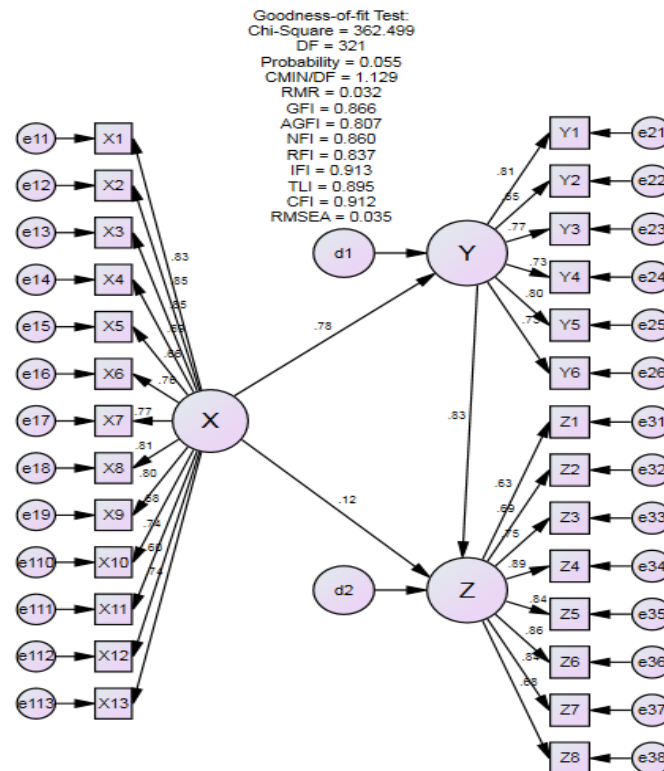 Goodness-of-fit Test:
Chi-Square = 362.499
DF = 321
Probability = 0.055
CMIN/DF = 1.129
RMR = 0.032
GFI = 0.866
AGFI = 0.807
NFI = 0.860
RFI = 0.837
IFI = 0.913
TLI = 0.895
CFI = 0.912
RMSEA = 0.035
e11 X1
e12 X2
e13 X3
e14 X4
e15 X5
e16 X6
e17 X7
e18 X8
e19 X9
e110 X10
e111 X11
e112 X12
e113 X13
.83
.85
.69
.76
.77
.81
.80
.74
.74
X
.78
.12
d1
Y
.83
d2
Z
.81
.77
.73
.80
Y1 e21
Y2 e22
Y3 e23
Y4 e24
Y5 e25
Y6 e26
.63
.69
.75
.89
.84
.86
.84
.68
Z1 e31
Z2 e32
Z3 e33
Z4 e34
Z5 e35
Z6 e36
Z7 e37
Z8 e38